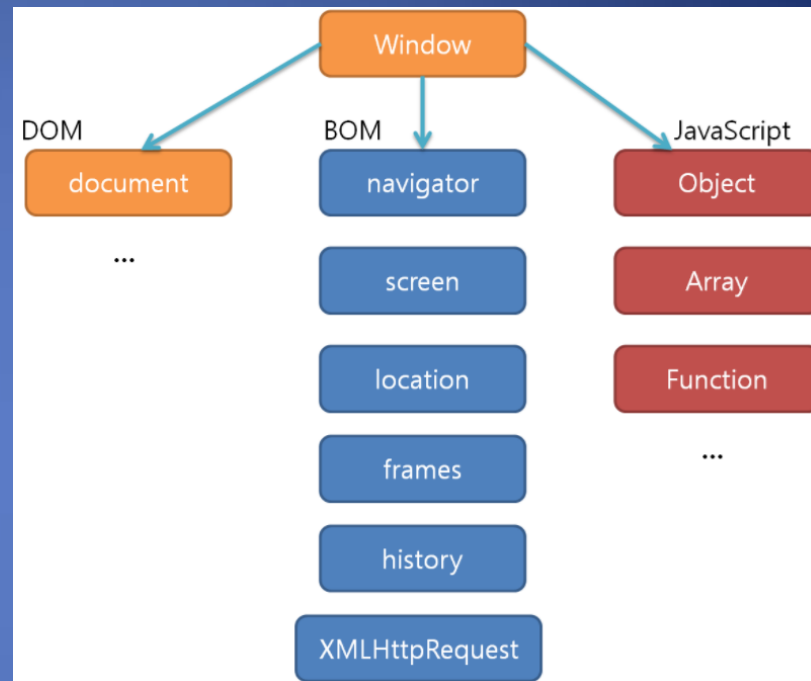 Window
DOM
BOM
JavaScript
document
navigator
Object
...
screen
Array
location
Function
frames
...
history
XMLHttpRequest